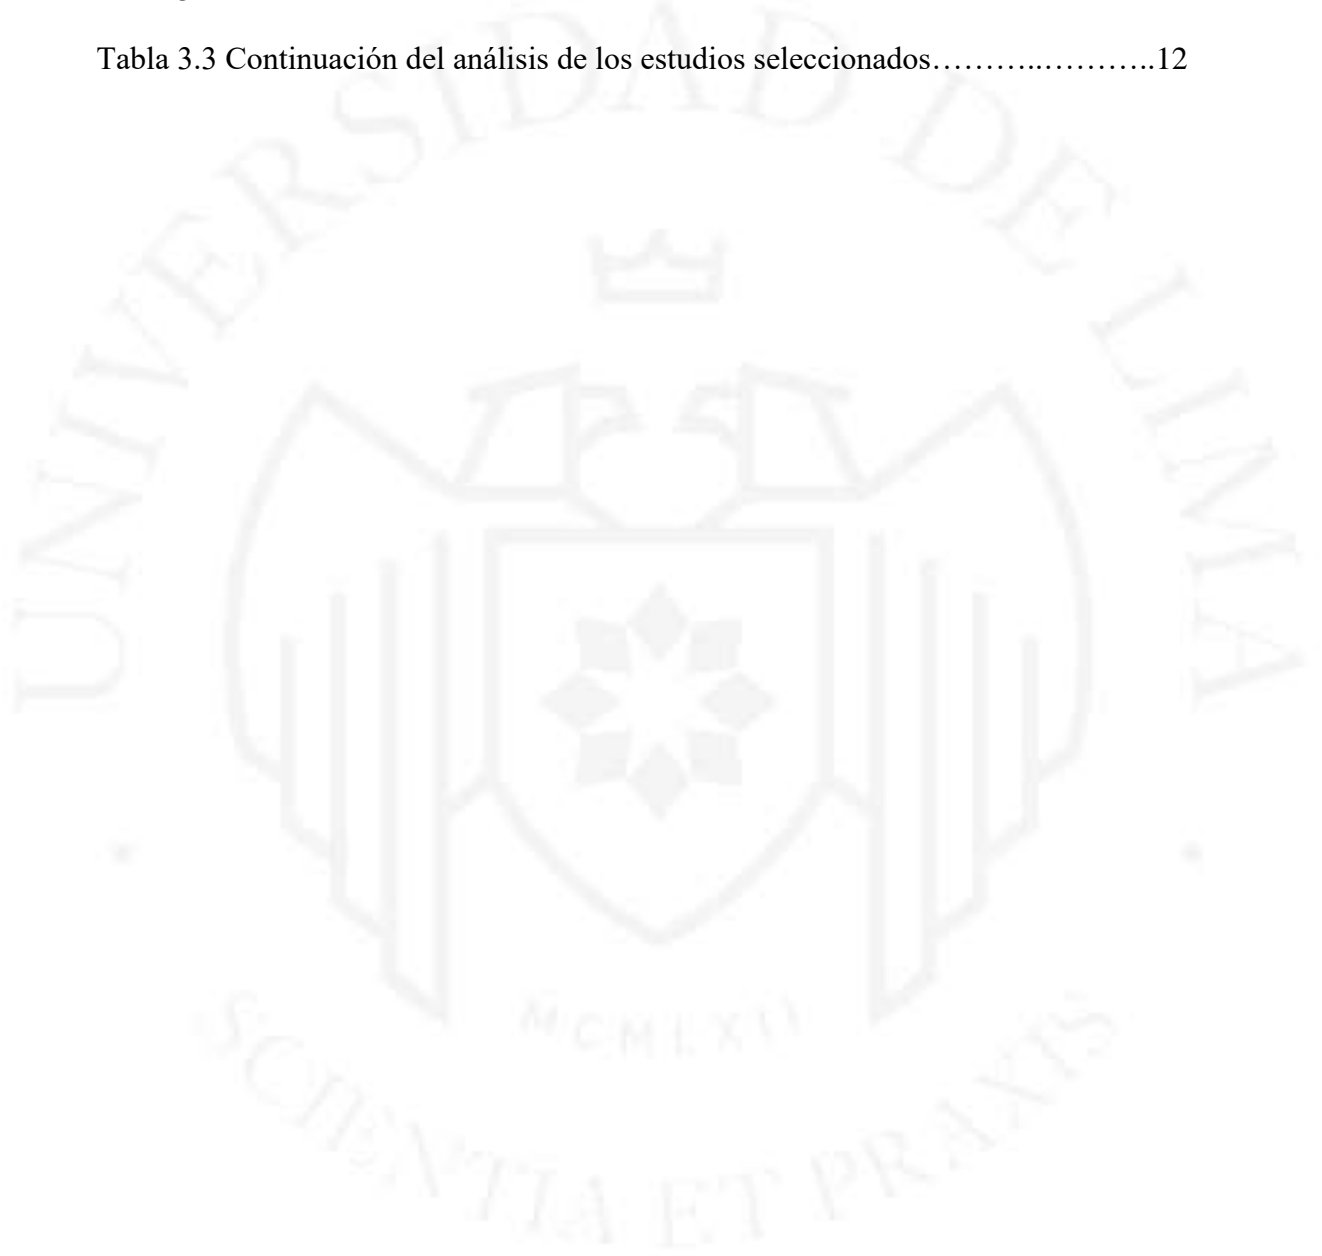 Tabla 3.3 Continuación del análisis de los estudios seleccionados………..………..12
UNIVERSIDAD DE LIMA
MCMLXII
SCIENTIA ET PRAXIS